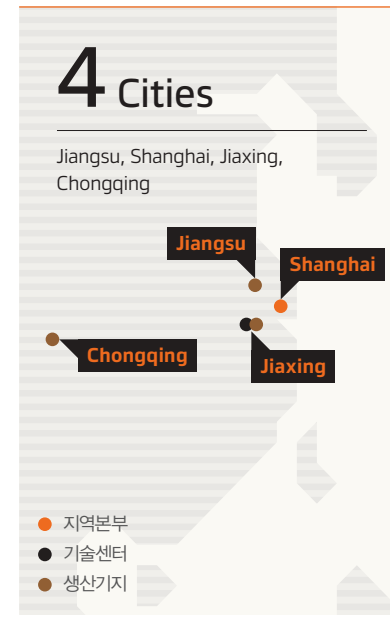 4 Cities
Jiangsu, Shanghai, Jiaxing,
Chongqing
Jiangsu
Shanghai
Chongqing
Jiaxing
지역본부
기술센터
생산기지